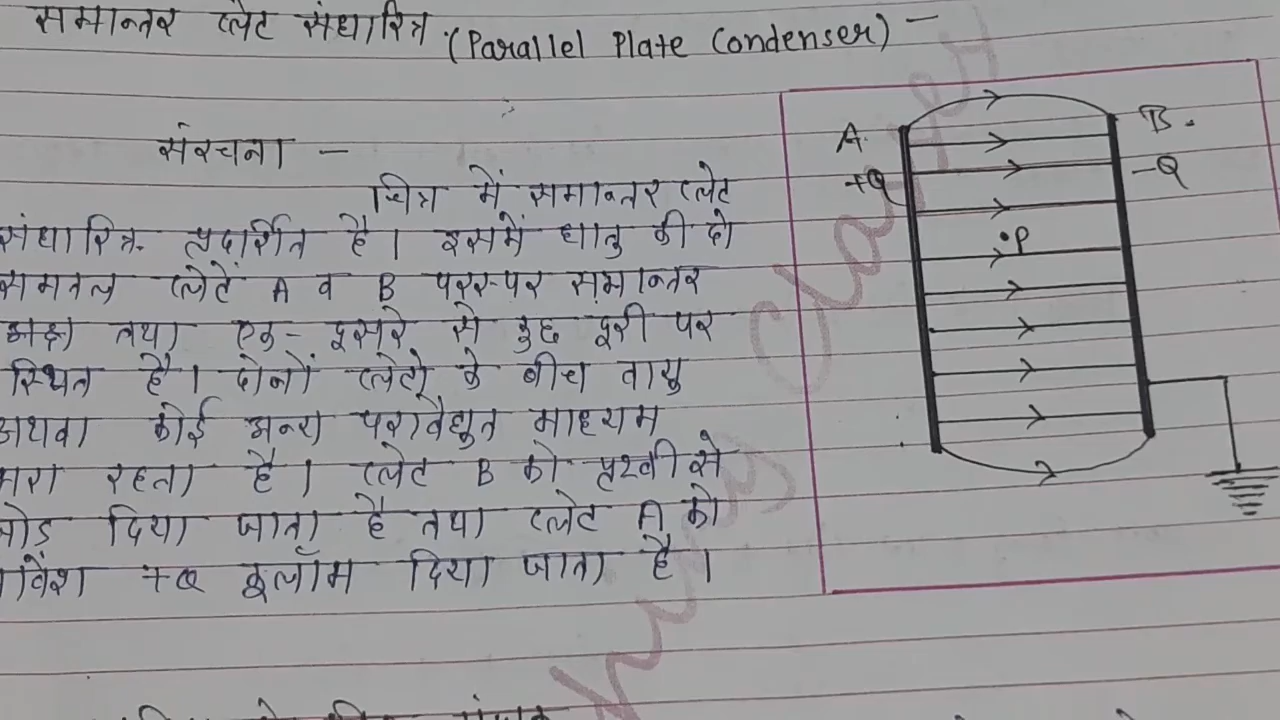 समान्तर प्लेट संधारित्र (Parallel Plate Condenser) —
संरचना —
चित्र में समान्तर प्लेट
संधारित्र प्रदर्शित है। इसमें धातु की दो
समतल प्लेटें A व B परस्पर समान्तर
तथा एक-दूसरे से कुछ दूरी पर
स्थित है। दोनों प्लेटों के बीच वायु
अथवा कोई अन्य परावैद्युत माध्यम
भरा रहता है। प्लेट B को पृथ्वी से
जोड़ दिया जाता है तथा प्लेट A को
+Q कूलॉम दिया जाता है।
A.
B.
+Q
-Q
.P